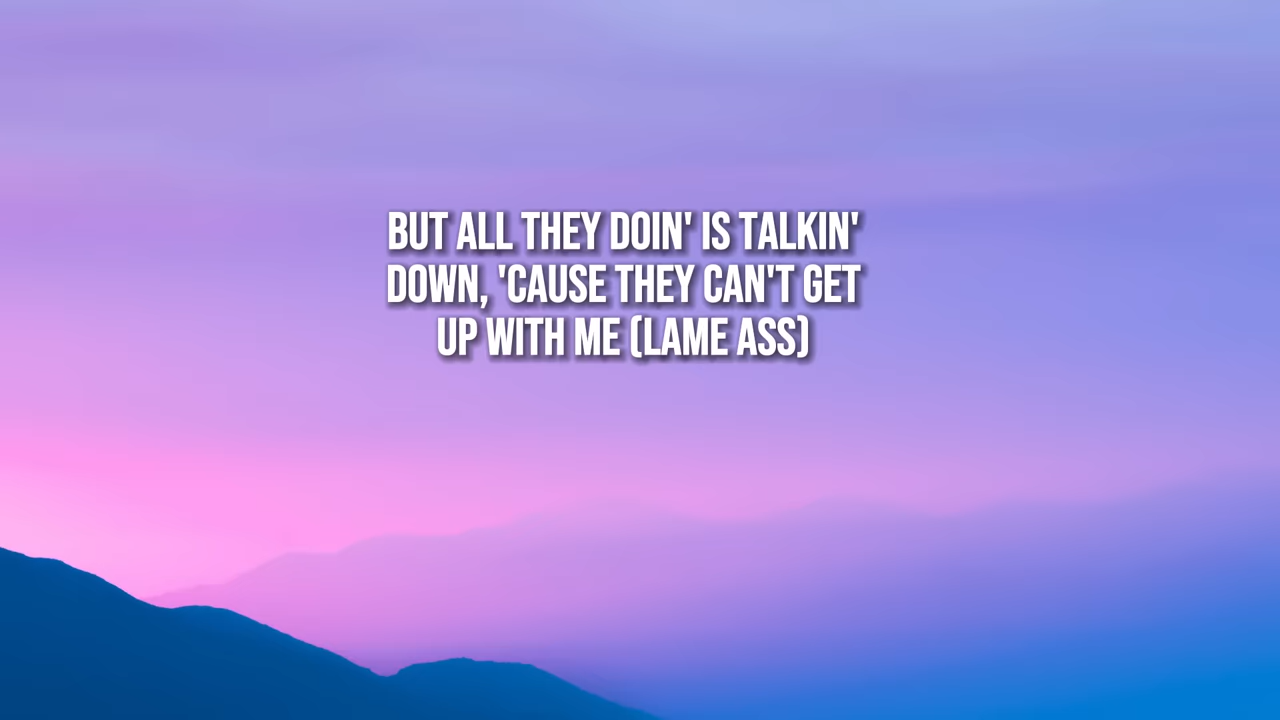 BUT ALL THEY DOIN' IS TALKIN'
DOWN, 'CAUSE THEY CAN'T GET
UP WITH ME (LAME ASS)